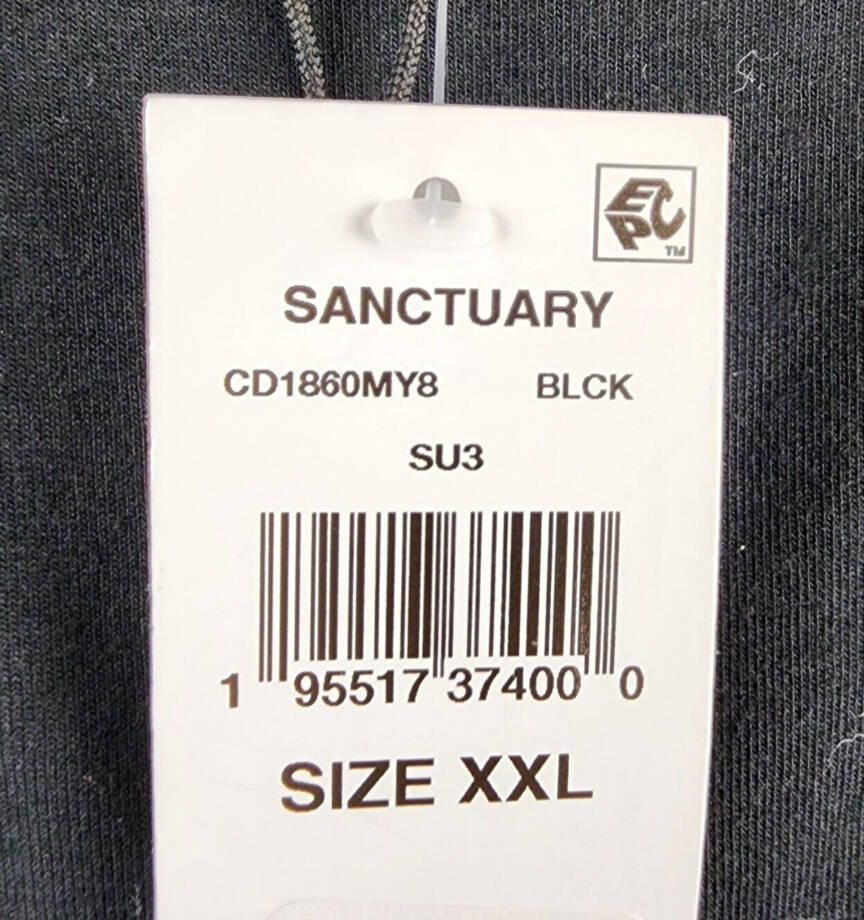 EPC
TM
SANCTUARY
CD1860MY8 BLCK
SU3
1 95517 37400 0
SIZE XXL